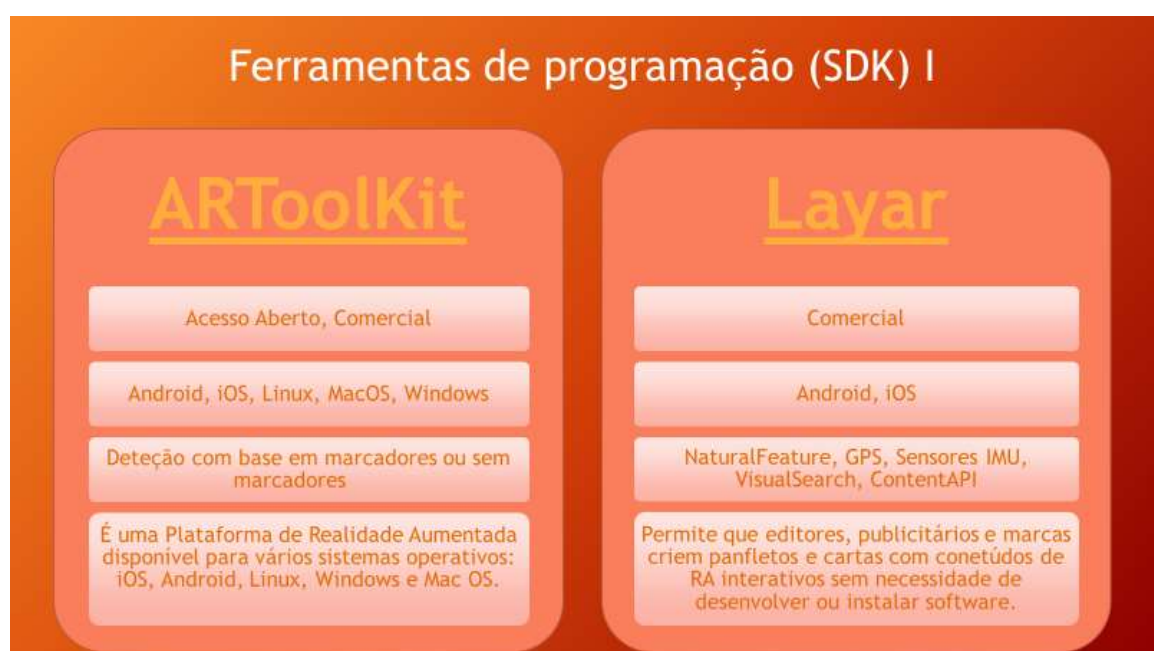 Ferramentas de programação (SDK) I
ARToolKit
Acesso Aberto, Comercial
Android, iOS, Linux, MacOS, Windows
Deteção com base em marcadores ou sem
marcadores
É uma Plataforma de Realidade Aumentada
disponível para vários sistemas operativos:
iOS, Android, Linux, Windows e Mac OS.
Layar
Comercial
Android, iOS
NaturalFeature, GPS, Sensores IMU,
VisualSearch, ContentAPI
Permite que editores, publicitários e marcas
criem panfletos e cartas com conetúdos de
RA interativos sem necessidade de
desenvolver ou instalar software.